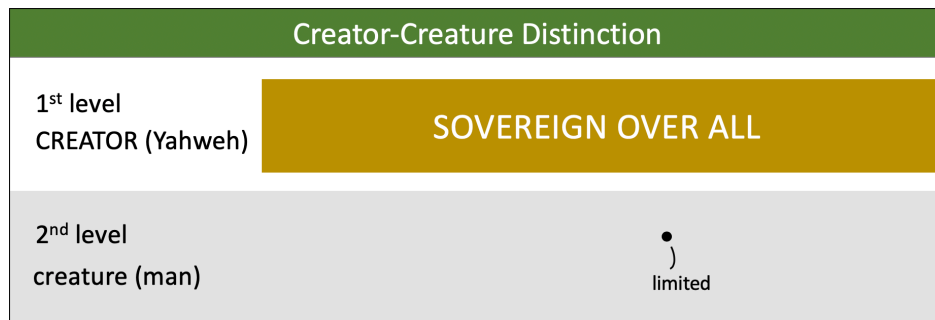 Creator-Creature Distinction
1st level
CREATOR (Yahweh)
SOVEREIGN OVER ALL
2nd level
creature (man)
limited